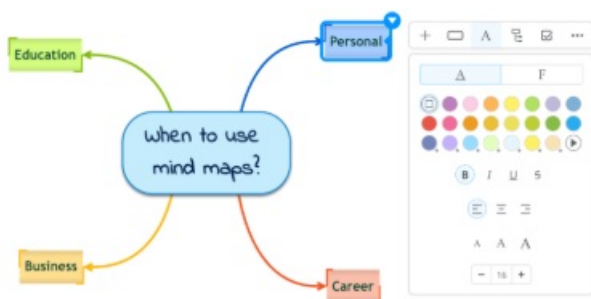 Personal
A
Education
A F
when to use
mind maps?
B I U S
A A A
Business
Career
- 16 +